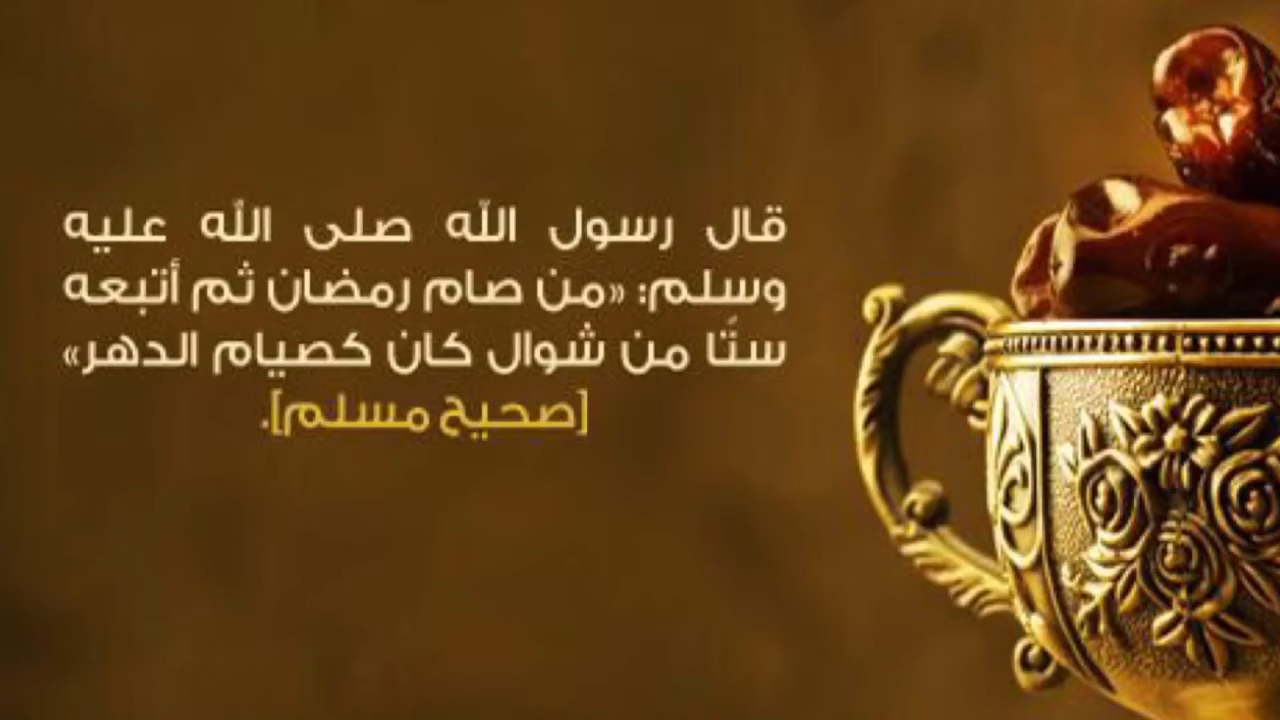 قال رسول الله صلى الله عليه
وسلم: «من صام رمضان ثم أتبعه
ستًا من شوال كان كصيام الدهر»
[صحيح مسلم].